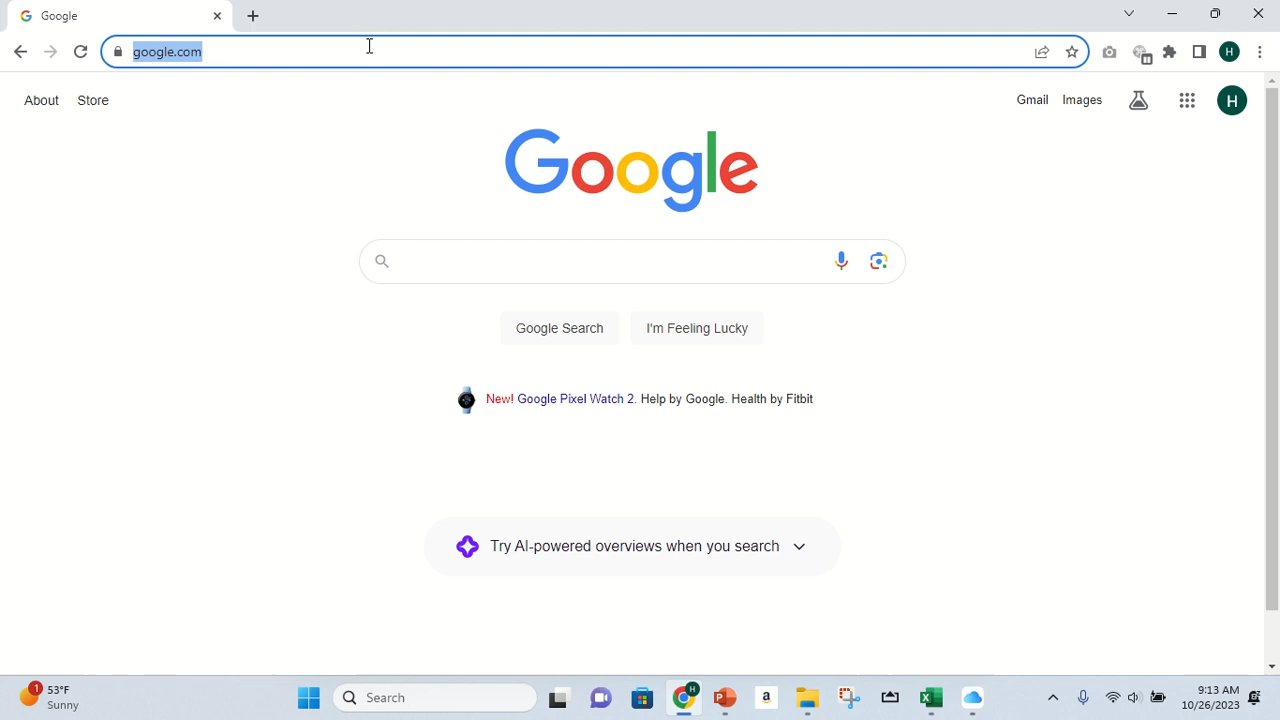 Google
google.com
H
About Store
Gmail Images
H
Google
Google Search I'm Feeling Lucky
New! Google Pixel Watch 2. Help by Google. Health by Fitbit
Try AI-powered overviews when you search
1 53°F
Sunny
Search
H
P
a
X
9:13 AM
10/26/2023